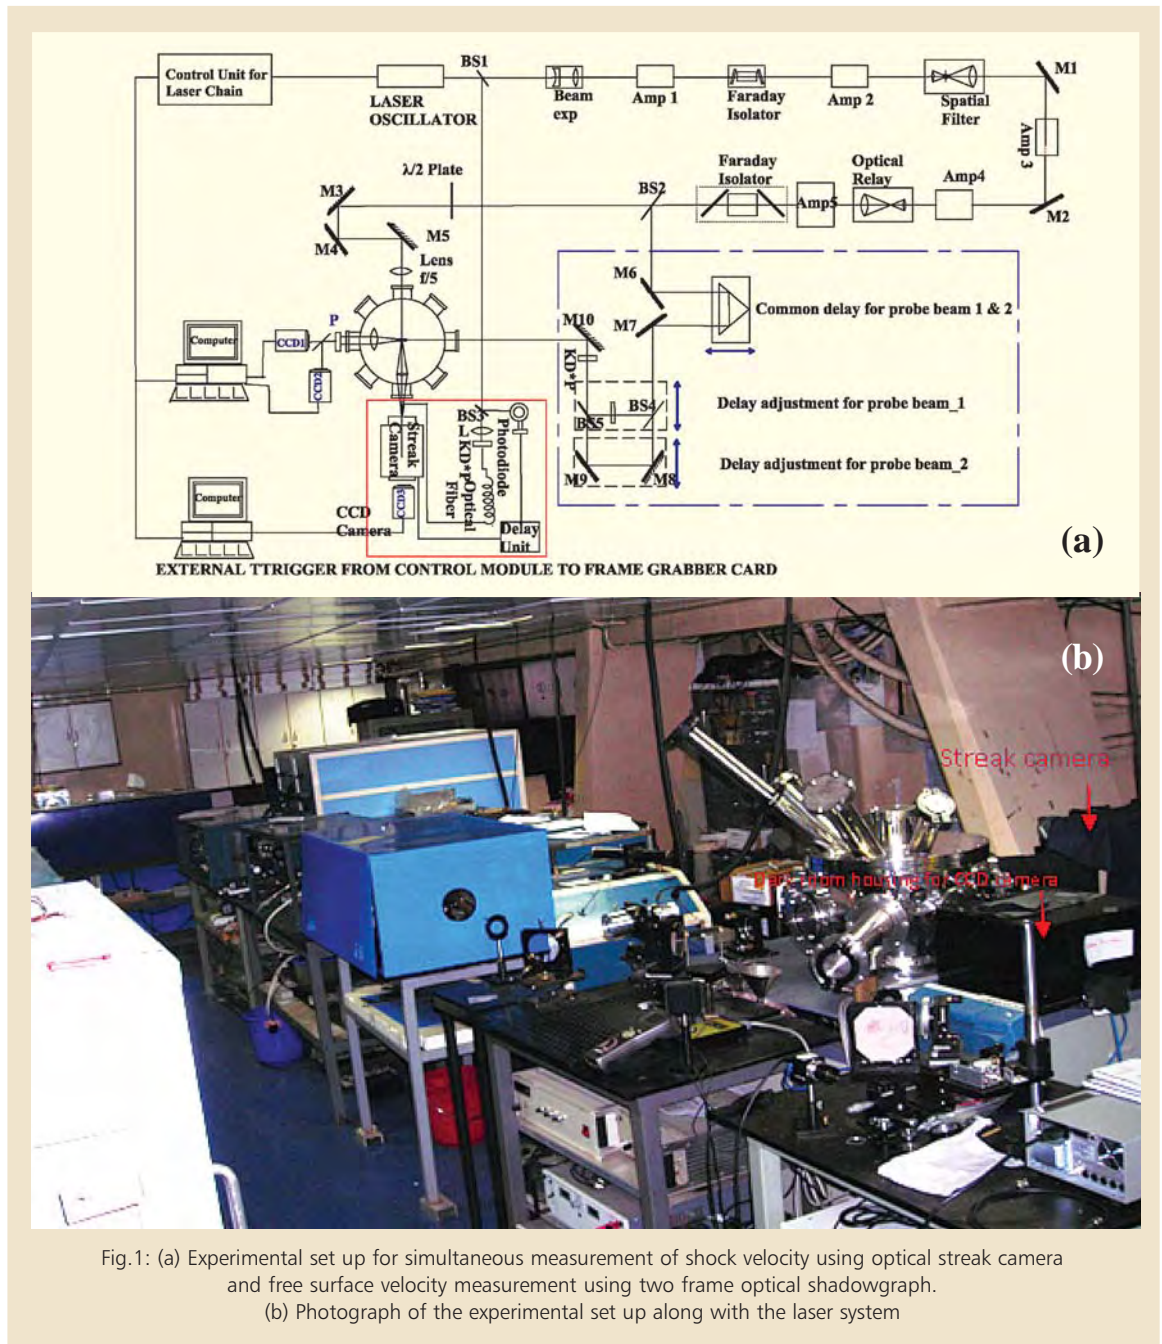 Control Unit for
Laser Chain
LASER
OSCILLATOR
BS1
Beam
exp
Amp 1
Faraday
Isolator
Amp 2
Spatial
Filter
M1
Amp 3
M2
Amp4
Optical
Relay
Amp5
Faraday
Isolator
BS2
λ/2 Plate
M3
M4
M5
Lens
f/5
M6
M7
Common delay for probe beam 1 & 2
M10
KD*P
BS4
BS5
Delay adjustment for probe beam_1
M9
M8
Delay adjustment for probe beam_2
Computer
CCD1
P
CCD2
BS3
L
KD*P
Optical
Fiber
Photodiode
Streak
Camera
CCD3
CCD
Camera
Delay
Unit
Computer
(a)
EXTERNAL TTRIGGER FROM CONTROL MODULE TO FRAME GRABBER CARD
(b)
Streak camera
Dark room housing for CCD camera
Fig.1: (a) Experimental set up for simultaneous measurement of shock velocity using optical streak camera
and free surface velocity measurement using two frame optical shadowgraph.
(b) Photograph of the experimental set up along with the laser system